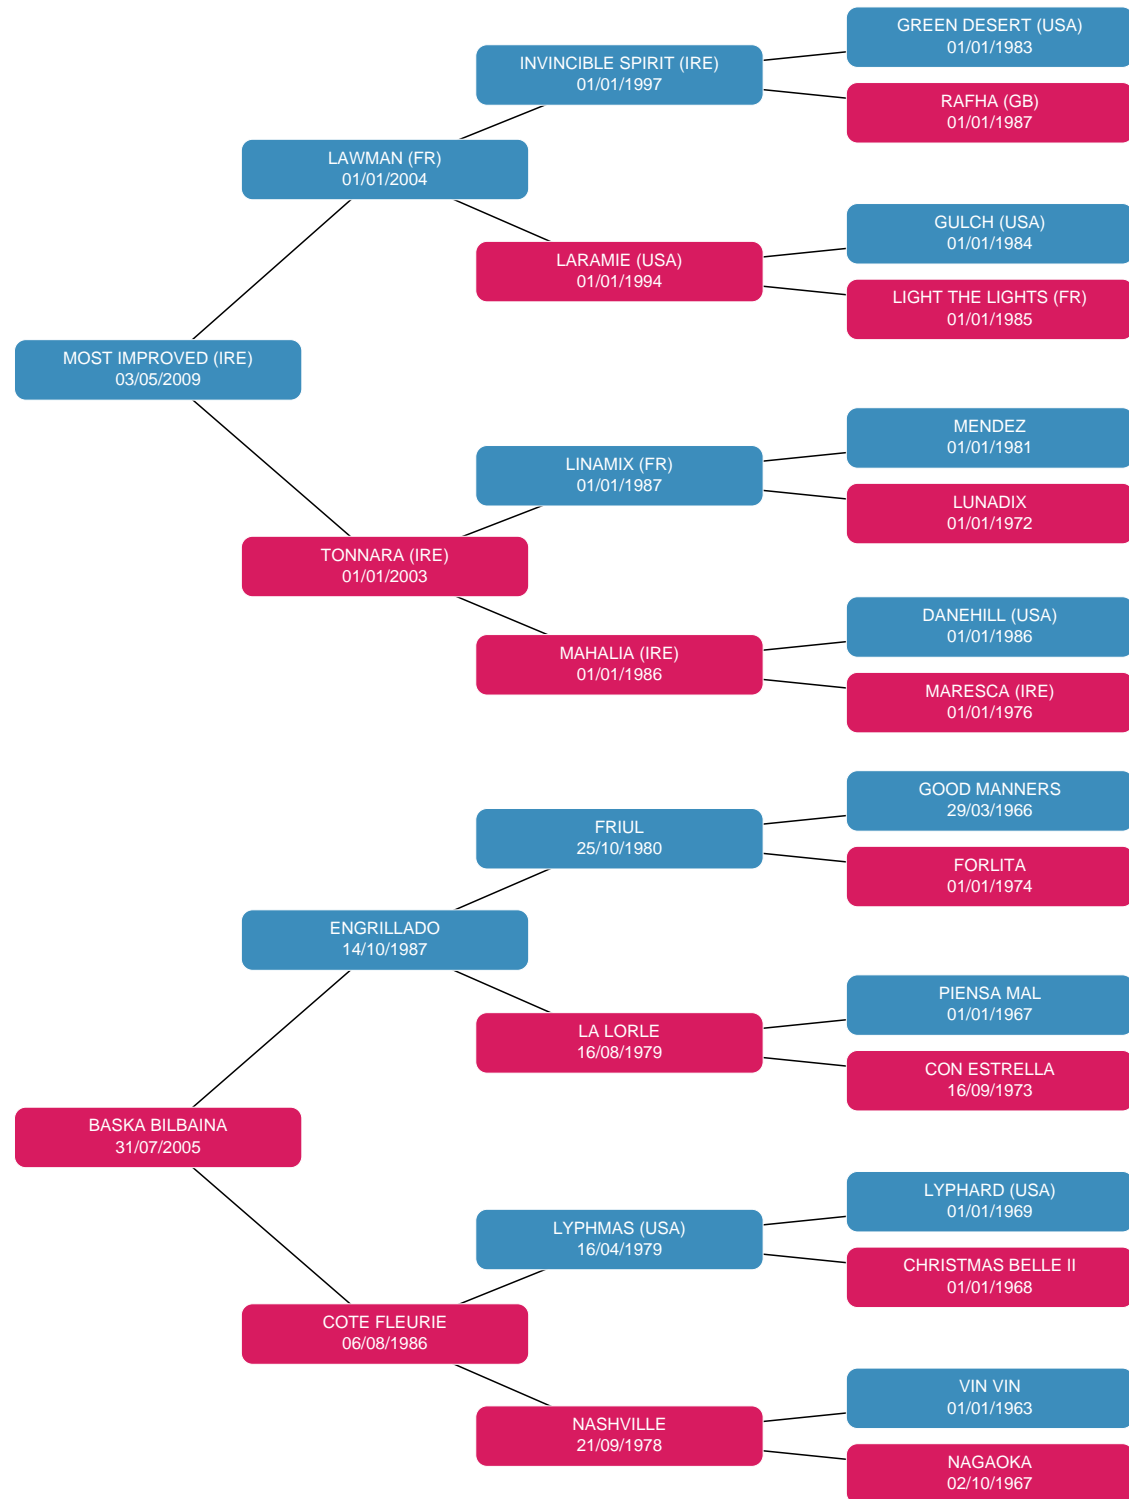 GREEN DESERT (USA)
01/01/1983
INVINCIBLE SPIRIT (IRE)
01/01/1997
RAFHA (GB)
01/01/1987
LAWMAN (FR)
01/01/2004
GULCH (USA)
01/01/1984
LARAMIE (USA)
01/01/1994
LIGHT THE LIGHTS (FR)
01/01/1985
MOST IMPROVED (IRE)
03/05/2009
MENDEZ
01/01/1981
LINAMIX (FR)
01/01/1987
LUNADIX
01/01/1972
TONNARA (IRE)
01/01/2003
DANEHILL (USA)
01/01/1986
MAHALIA (IRE)
01/01/1986
MARESCA (IRE)
01/01/1976
GOOD MANNERS
29/03/1966
FRIUL
25/10/1980
FORLITA
01/01/1974
ENGRILLADO
14/10/1987
PIENSA MAL
01/01/1967
LA LORLE
16/08/1979
CON ESTRELLA
16/09/1973
BASKA BILBAINA
31/07/2005
LYPHARD (USA)
01/01/1969
LYPHMAS (USA)
16/04/1979
CHRISTMAS BELLE II
01/01/1968
COTE FLEURIE
06/08/1986
VIN VIN
01/01/1963
NASHVILLE
21/09/1978
NAGAOKA
02/10/1967